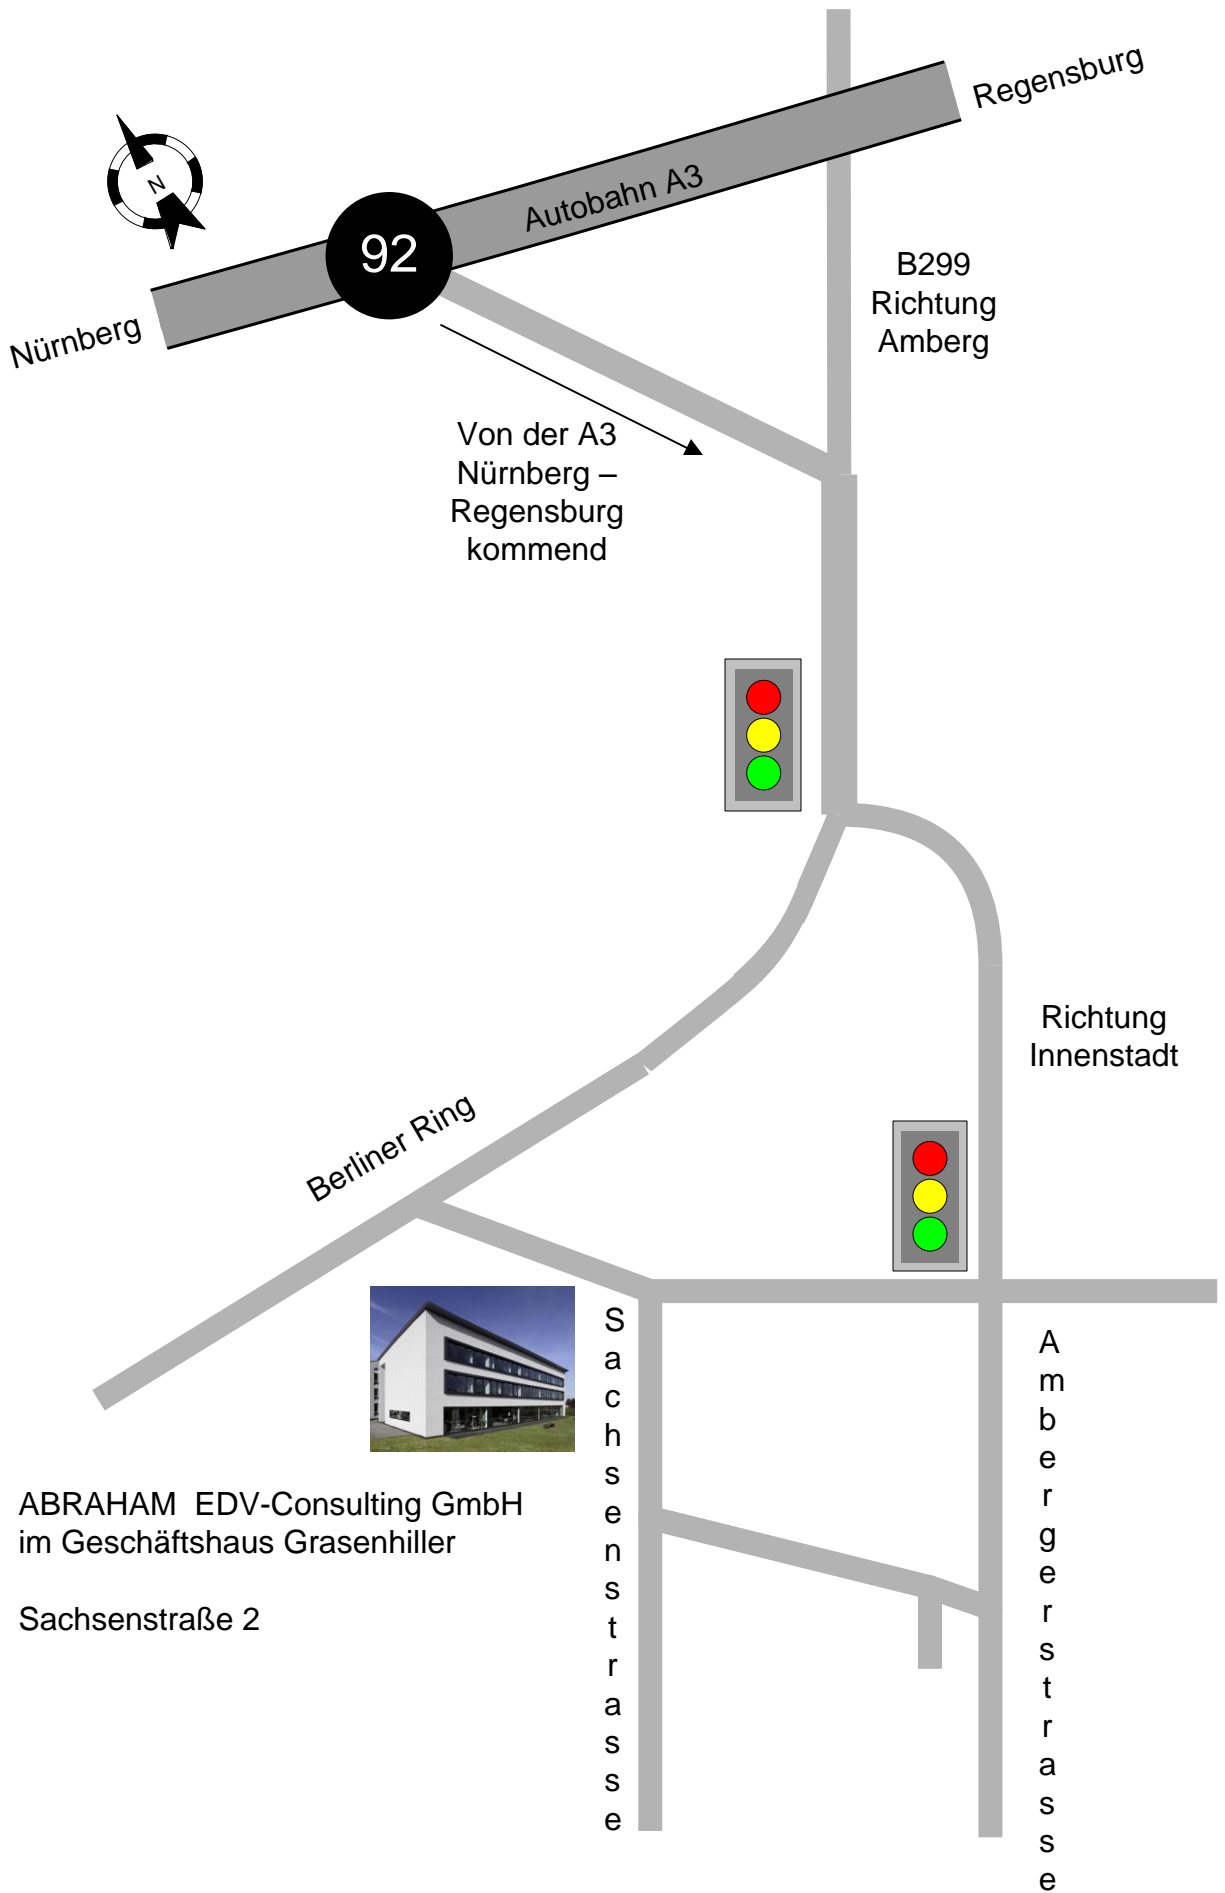 Regensburg
Autobahn A3
N
92
Nürnberg
B299
Richtung
Amberg
Von der A3
Nürnberg –
Regensburg
kommend
Richtung
Innenstadt
Berliner Ring
Sachsenstrasse
Ambergerstrasse
ABRAHAM  EDV-Consulting GmbH
im Geschäftshaus Grasenhiller
Sachsenstraße 2